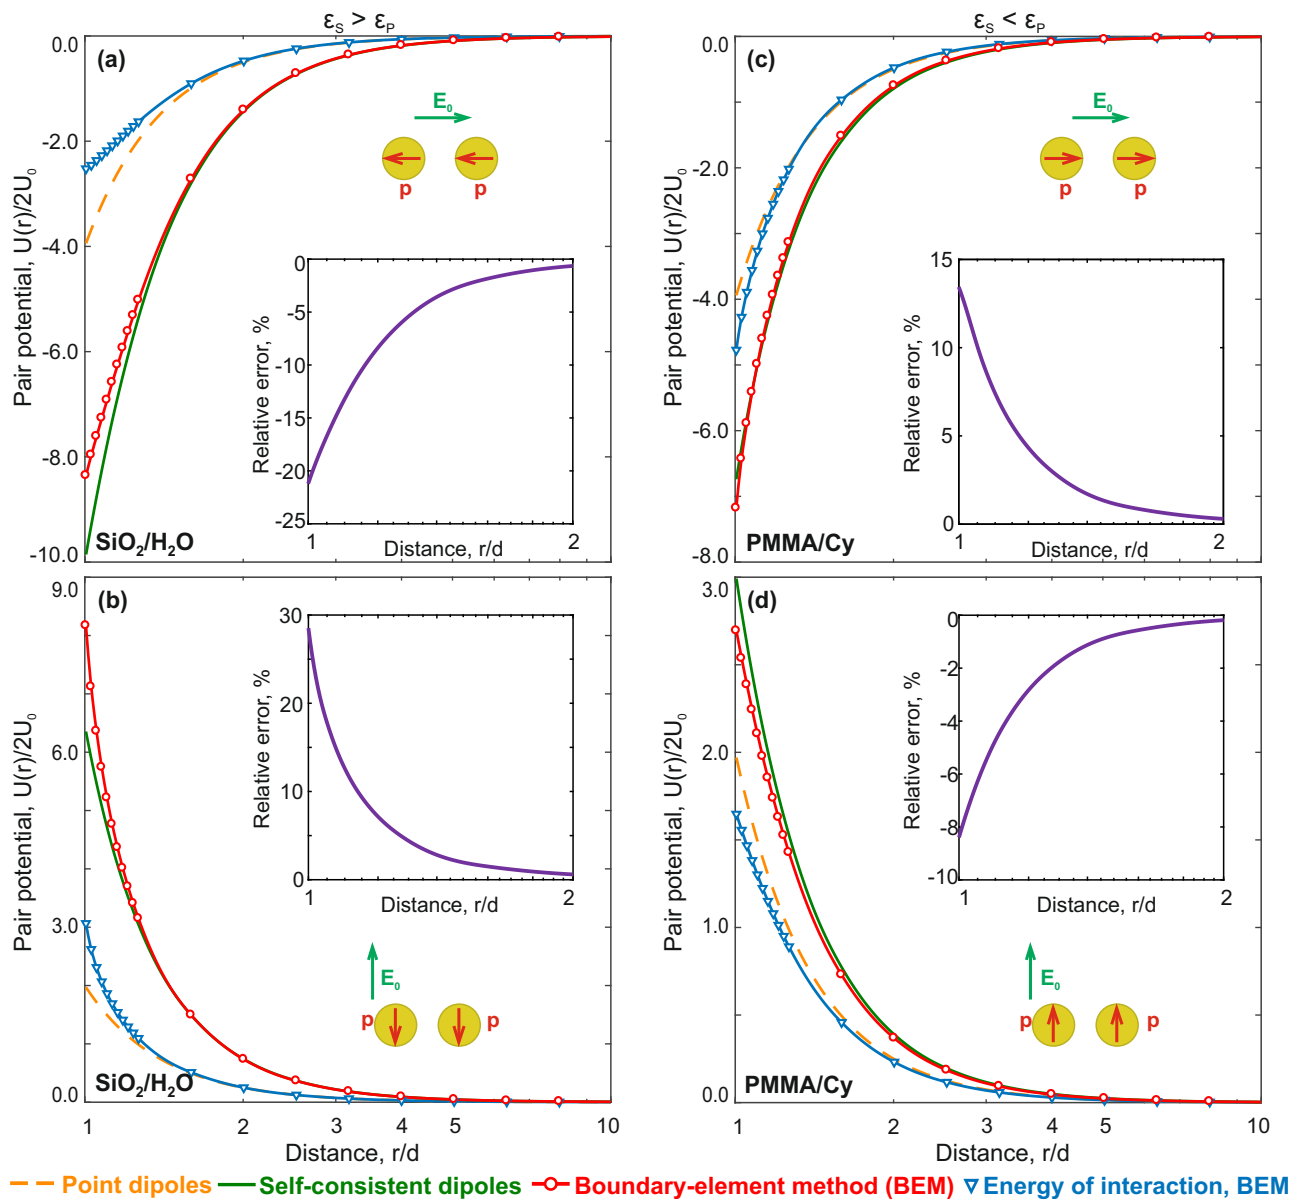 ε_S > ε_P
ε_S < ε_P
(a)
0.0
-2.0
-4.0
-6.0
-8.0
-10.0
Pair potential, U(r)/2U₀
E₀
p
p
0
-5
-10
-15
-20
-25
Relative error, %
1
2
Distance, r/d
SiO₂/H₂O
(c)
0.0
-2.0
-4.0
-6.0
-8.0
Pair potential, U(r)/2U₀
E₀
p
p
15
10
5
0
Relative error, %
1
2
Distance, r/d
PMMA/Cy
(b)
9.0
6.0
3.0
0.0
Pair potential, U(r)/2U₀
30
20
10
0
Relative error, %
1
2
Distance, r/d
E₀
p
p
SiO₂/H₂O
1
2
3
4
5
10
Distance, r/d
(d)
3.0
2.0
1.0
0.0
Pair potential, U(r)/2U₀
0
-2
-4
-6
-8
-10
Relative error, %
1
2
Distance, r/d
E₀
p
p
PMMA/Cy
1
2
3
4
5
10
Distance, r/d
Point dipoles
Self-consistent dipoles
Boundary-element method (BEM)
Energy of interaction, BEM